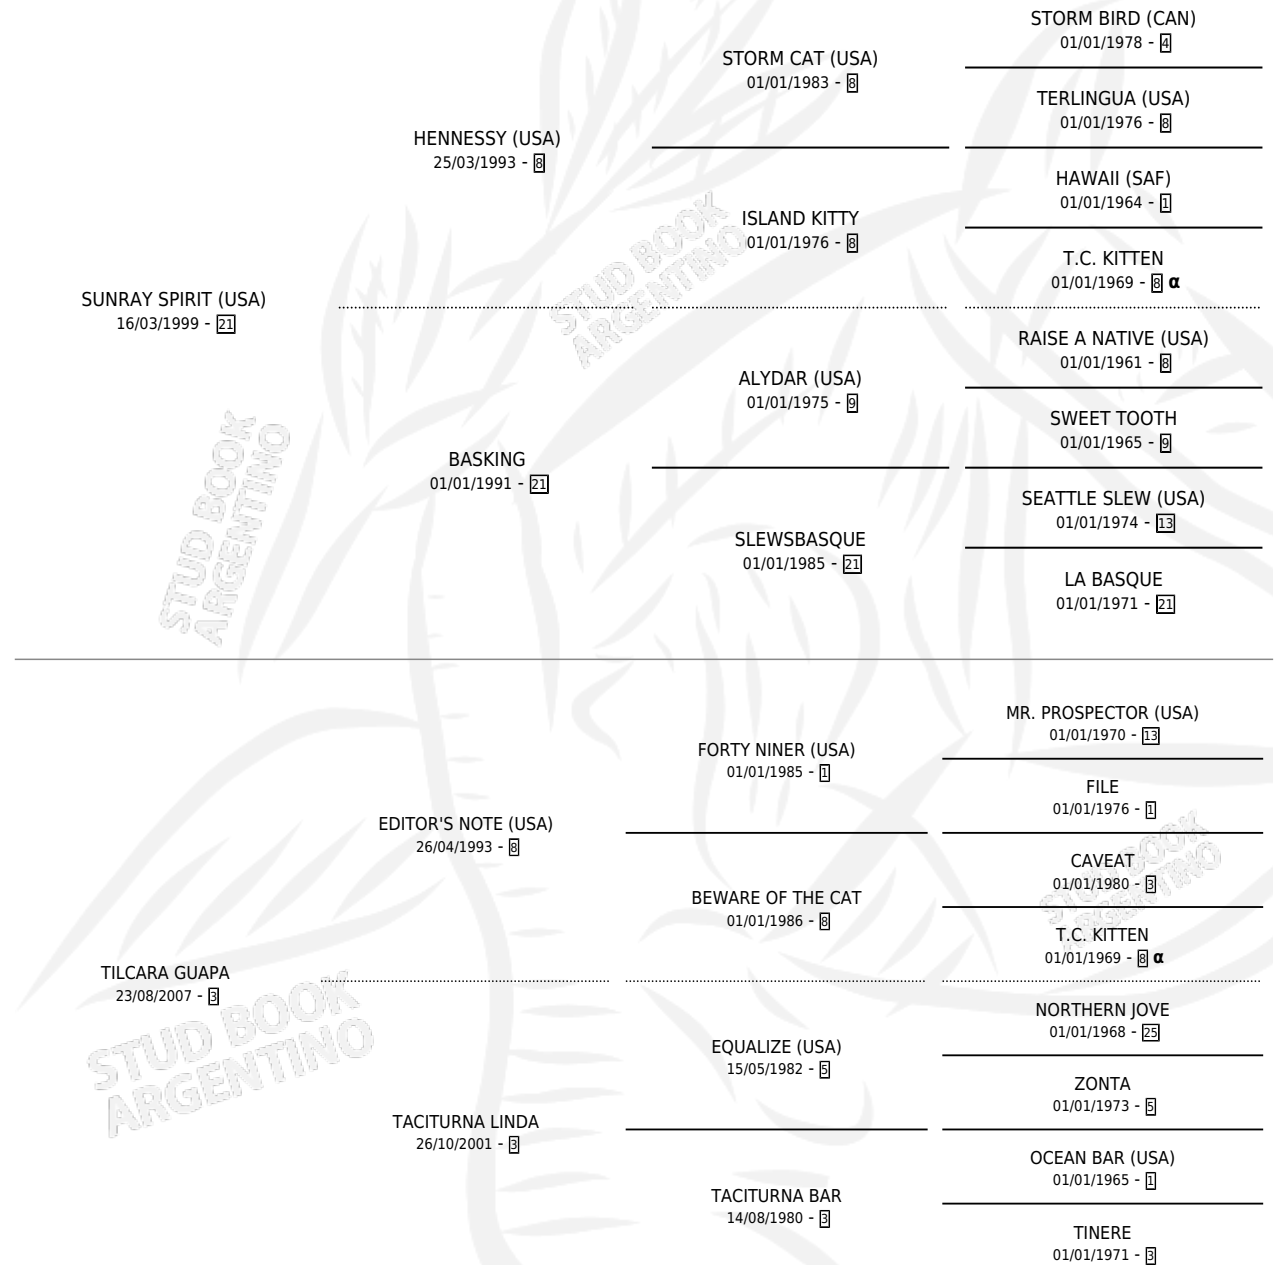 STORM BIRD (CAN)
01/01/1978 - 4
STORM CAT (USA)
01/01/1983 - 8
TERLINGUA (USA)
01/01/1976 - 8
HENNESSY (USA)
25/03/1993 - 8
HAWAII (SAF)
01/01/1964 - 1
ISLAND KITTY
01/01/1976 - 8
T.C. KITTEN
01/01/1969 - 8 α
SUNRAY SPIRIT (USA)
16/03/1999 - 21
RAISE A NATIVE (USA)
01/01/1961 - 8
ALYDAR (USA)
01/01/1975 - 9
SWEET TOOTH
01/01/1965 - 9
BASKING
01/01/1991 - 21
SEATTLE SLEW (USA)
01/01/1974 - 13
SLEWSBASQUE
01/01/1985 - 21
LA BASQUE
01/01/1971 - 21
MR. PROSPECTOR (USA)
01/01/1970 - 13
FORTY NINER (USA)
01/01/1985 - 1
FILE
01/01/1976 - 1
EDITOR'S NOTE (USA)
26/04/1993 - 8
CAVEAT
01/01/1980 - 3
BEWARE OF THE CAT
01/01/1986 - 8
T.C. KITTEN
01/01/1969 - 8 α
TILCARA GUAPA
23/08/2007 - 3
NORTHERN JOVE
01/01/1968 - 25
EQUALIZE (USA)
15/05/1982 - 5
ZONTA
01/01/1973 - 5
TACITURNA LINDA
26/10/2001 - 3
OCEAN BAR (USA)
01/01/1965 - 1
TACITURNA BAR
14/08/1980 - 3
TINERE
01/01/1971 - 3
STUD BOOK
ARGENTINO
STUD BOOK
ARGENTINO
STUD BOOK
ARGENTINO
STUD BOOK
ARGENTINO